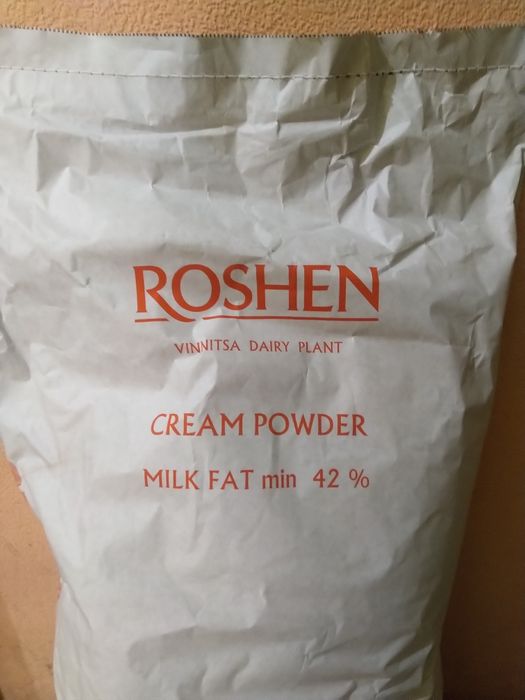 ROSHEN
VINNITSA DAIRY PLANT
CREAM POWDER
MILK FAT min 42 %